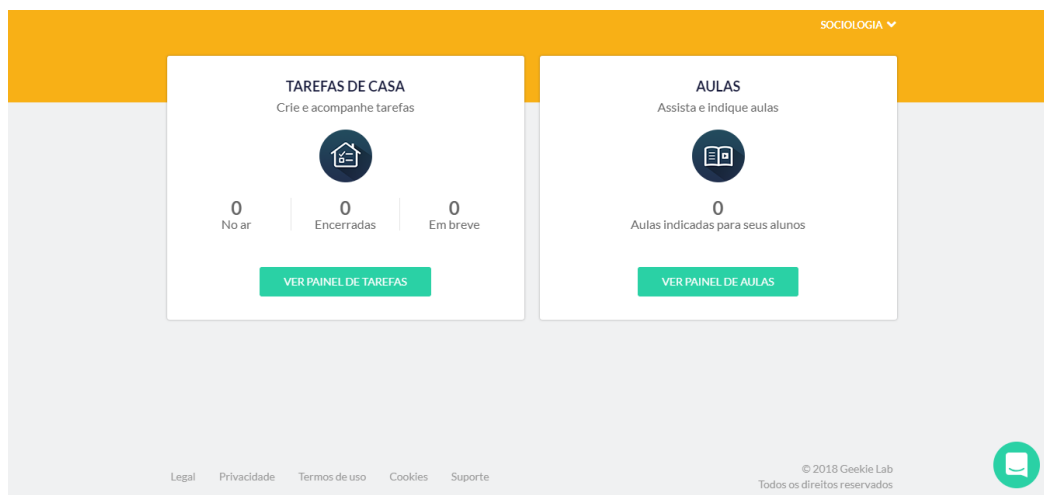 SOCIOLOGIA
TAREFAS DE CASA
Crie e acompanhe tarefas
0
No ar
0
Encerradas
0
Em breve
VER PAINEL DE TAREFAS
AULAS
Assista e indique aulas
0
Aulas indicadas para seus alunos
VER PAINEL DE AULAS
Legal Privacidade Termos de uso Cookies Suporte
© 2018 Geekie Lab
Todos os direitos reservados